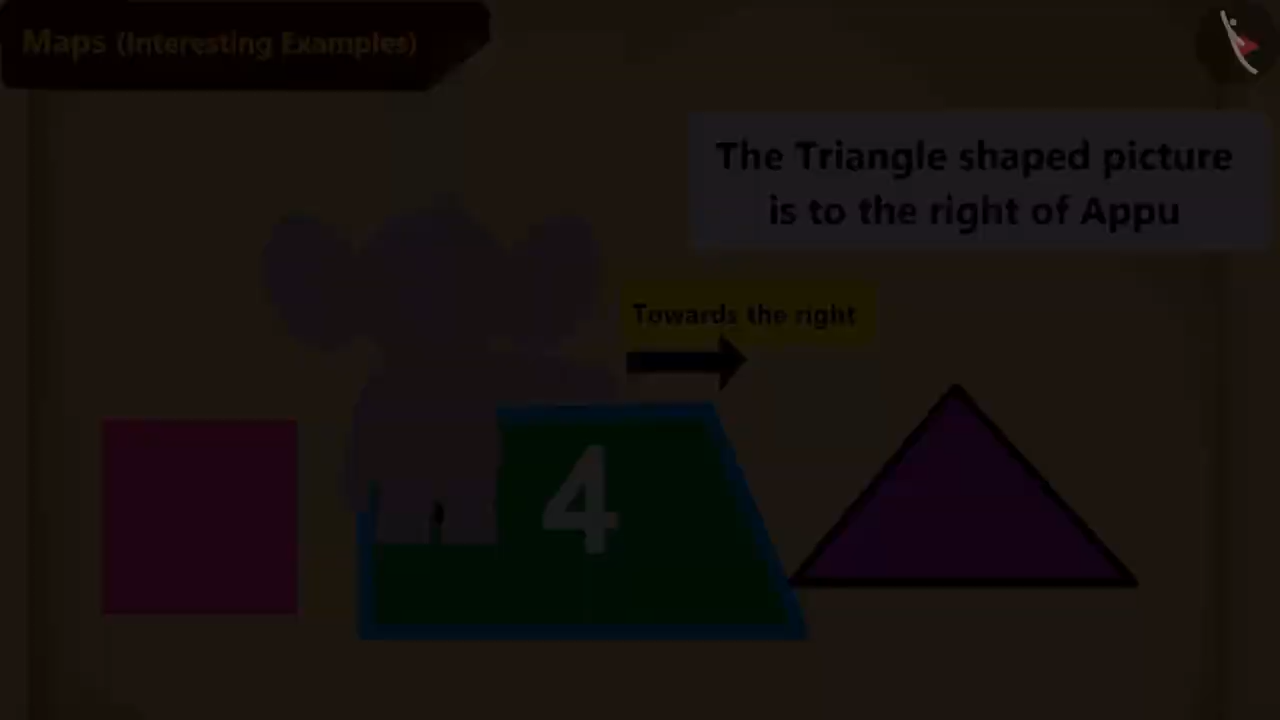 Maps (Interesting Examples)
The Triangle shaped picture
is to the right of Appu
Towards the right
4